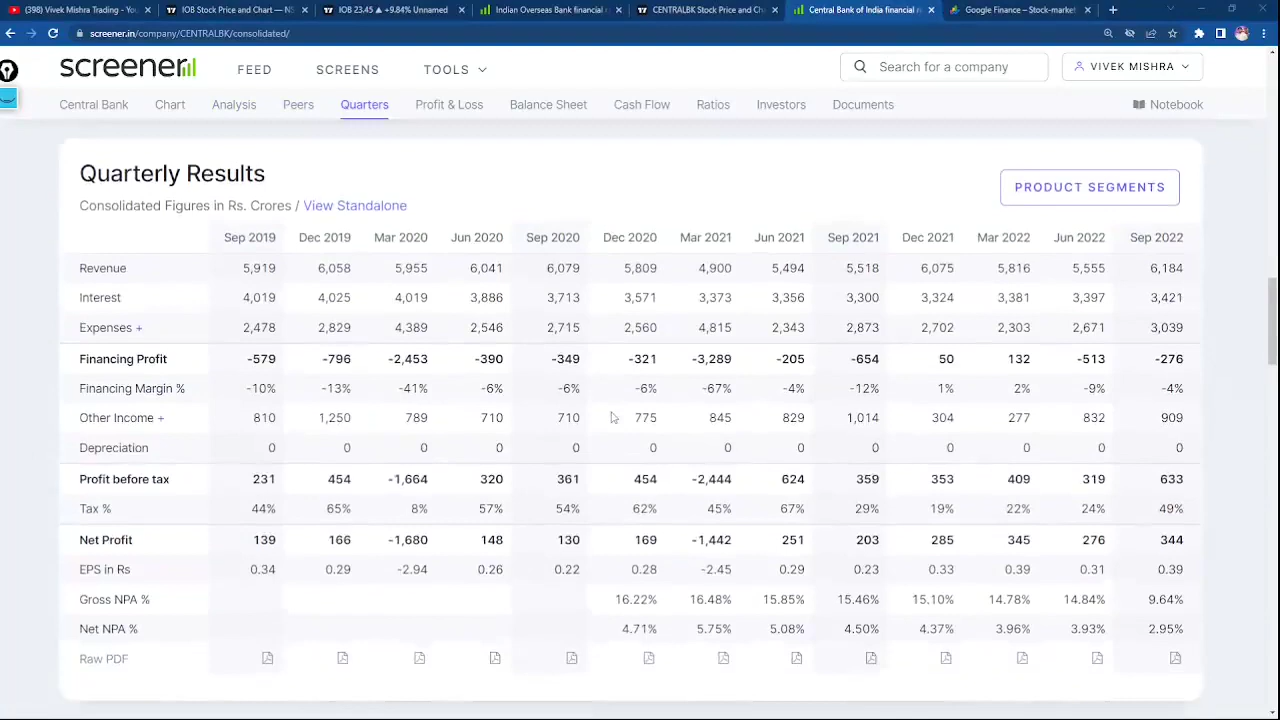 (398) Vivek Mishra Trading - You
IOB Stock Price and Chart — NS
IOB 23.45 ▲ +9.84% Unnamed
Indian Overseas Bank financial r
CENTRALBK Stock Price and Cha
Central Bank of India financial r
Google Finance – Stock-market
screener.in/company/CENTRALBK/consolidated/
screener FEED SCREENS TOOLS Search for a company VIVEK MISHRA
Central Bank Chart Analysis Peers Quarters Profit & Loss Balance Sheet Cash Flow Ratios Investors Documents Notebook
Quarterly Results
PRODUCT SEGMENTS
Consolidated Figures in Rs. Crores / View Standalone
Sep 2019 Dec 2019 Mar 2020 Jun 2020 Sep 2020 Dec 2020 Mar 2021 Jun 2021 Sep 2021 Dec 2021 Mar 2022 Jun 2022 Sep 2022
Revenue 5,919 6,058 5,955 6,041 6,079 5,809 4,900 5,494 5,518 6,075 5,816 5,555 6,184
Interest 4,019 4,025 4,019 3,886 3,713 3,571 3,373 3,356 3,300 3,324 3,381 3,397 3,421
Expenses + 2,478 2,829 4,389 2,546 2,715 2,560 4,815 2,343 2,873 2,702 2,303 2,671 3,039
Financing Profit -579 -796 -2,453 -390 -349 -321 -3,289 -205 -654 50 132 -513 -276
Financing Margin % -10% -13% -41% -6% -6% -6% -67% -4% -12% 1% 2% -9% -4%
Other Income + 810 1,250 789 710 710 775 845 829 1,014 304 277 832 909
Depreciation 0 0 0 0 0 0 0 0 0 0 0 0 0
Profit before tax 231 454 -1,664 320 361 454 -2,444 624 359 353 409 319 633
Tax % 44% 65% 8% 57% 54% 62% 45% 67% 29% 19% 22% 24% 49%
Net Profit 139 166 -1,680 148 130 169 -1,442 251 203 285 345 276 344
EPS in Rs 0.34 0.29 -2.94 0.26 0.22 0.28 -2.45 0.29 0.23 0.33 0.39 0.31 0.39
Gross NPA % 16.22% 16.48% 15.85% 15.46% 15.10% 14.78% 14.84% 9.64%
Net NPA % 4.71% 5.75% 5.08% 4.50% 4.37% 3.96% 3.93% 2.95%
Raw PDF